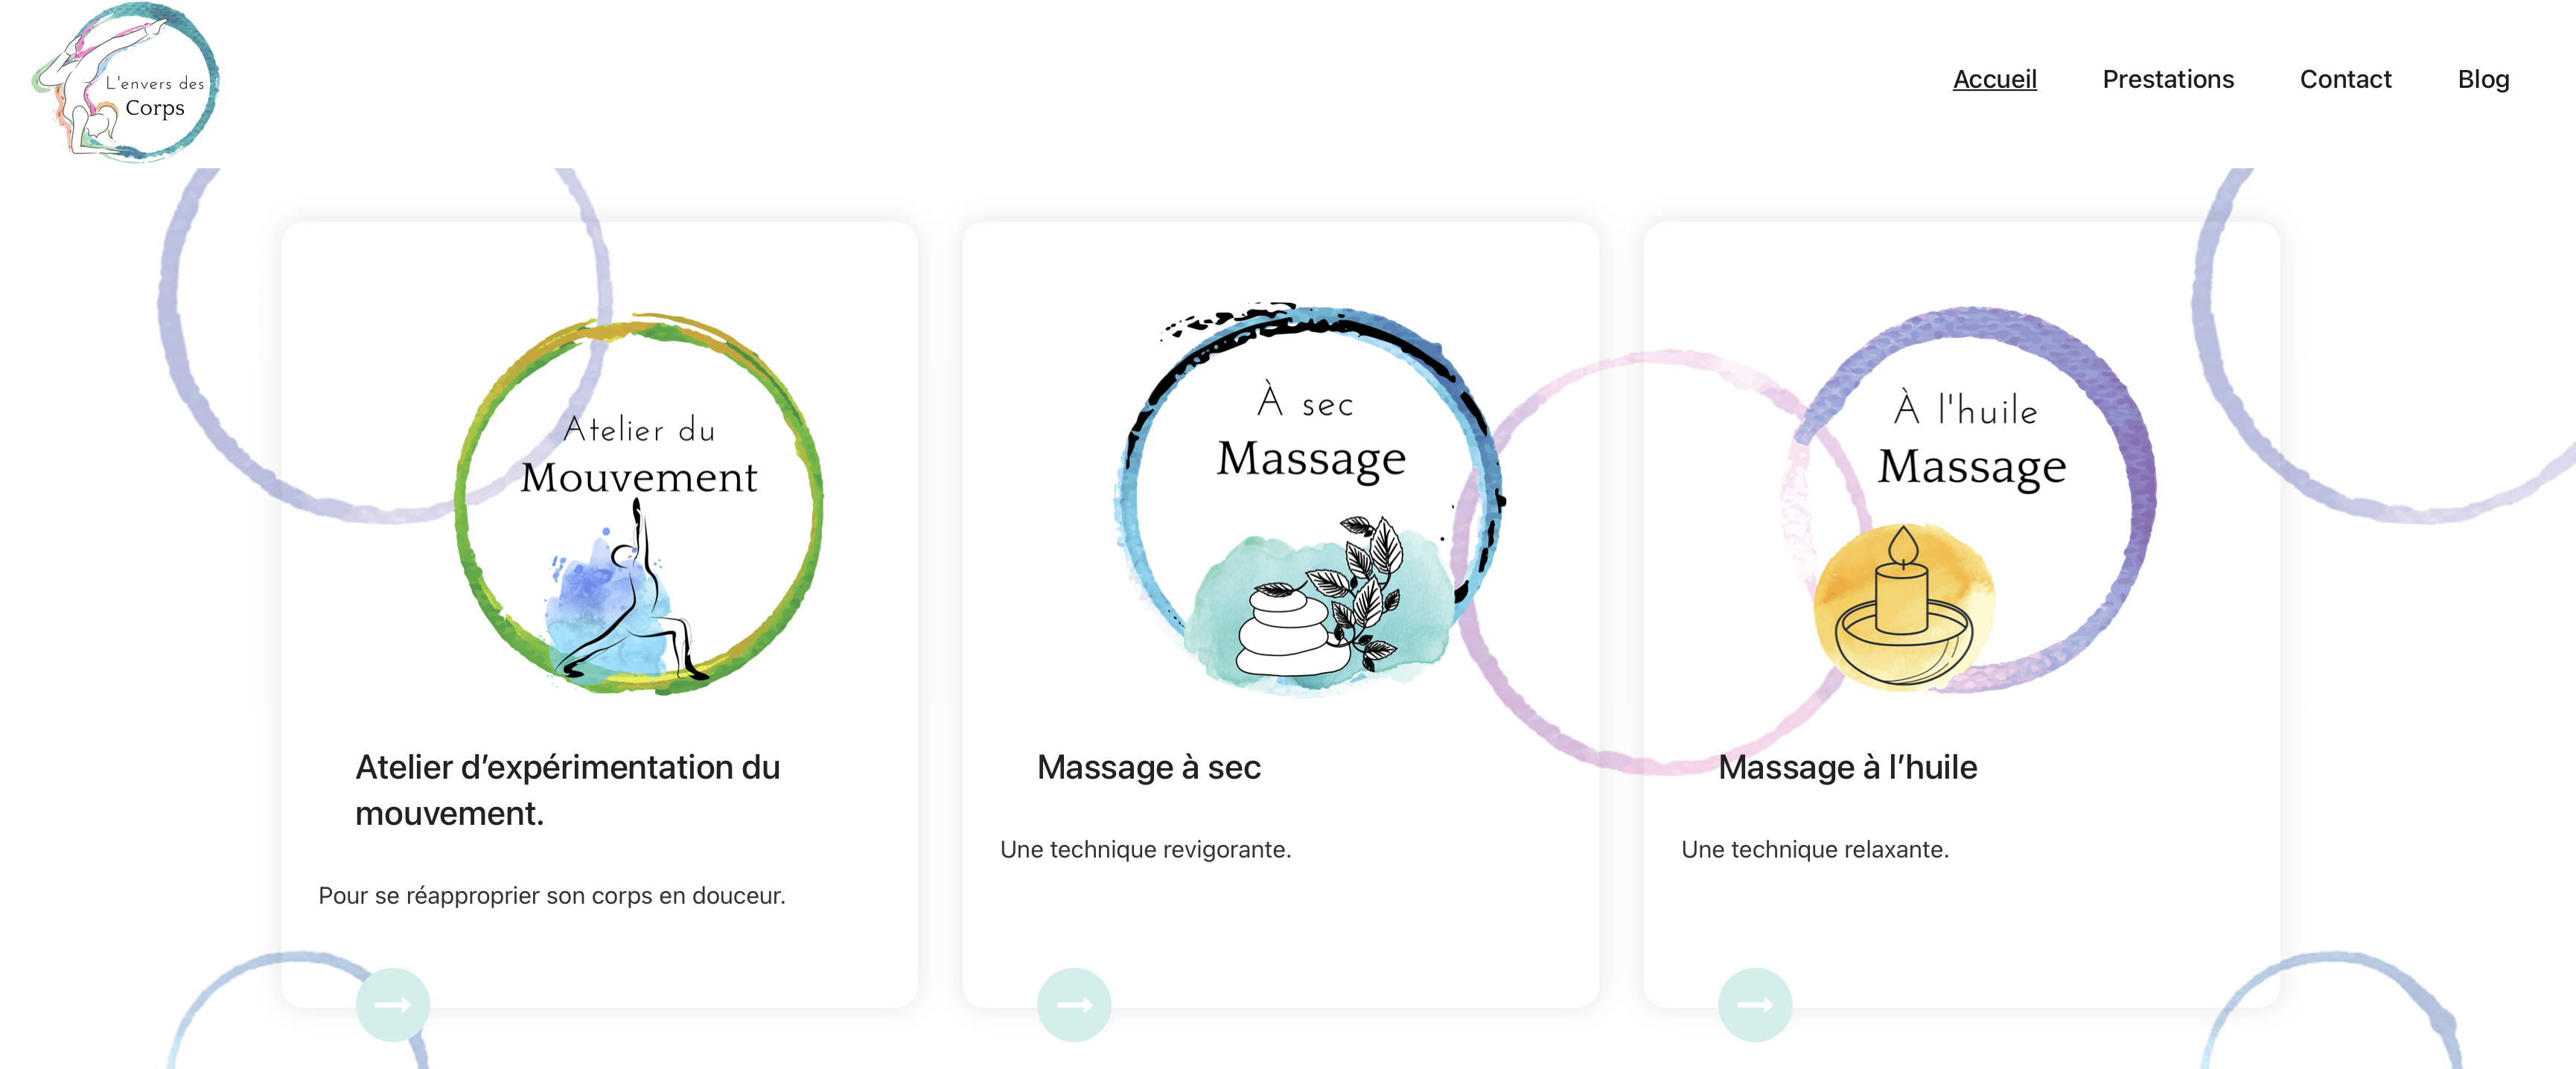 L'envers des
Corps
Accueil
Prestations
Contact
Blog
Atelier du
Mouvement
À sec
Massage
À l'huile
Massage
Atelier d’expérimentation du
mouvement.
Pour se réapproprier son corps en douceur.
Massage à sec
Une technique revigorante.
Massage à l’huile
Une technique relaxante.